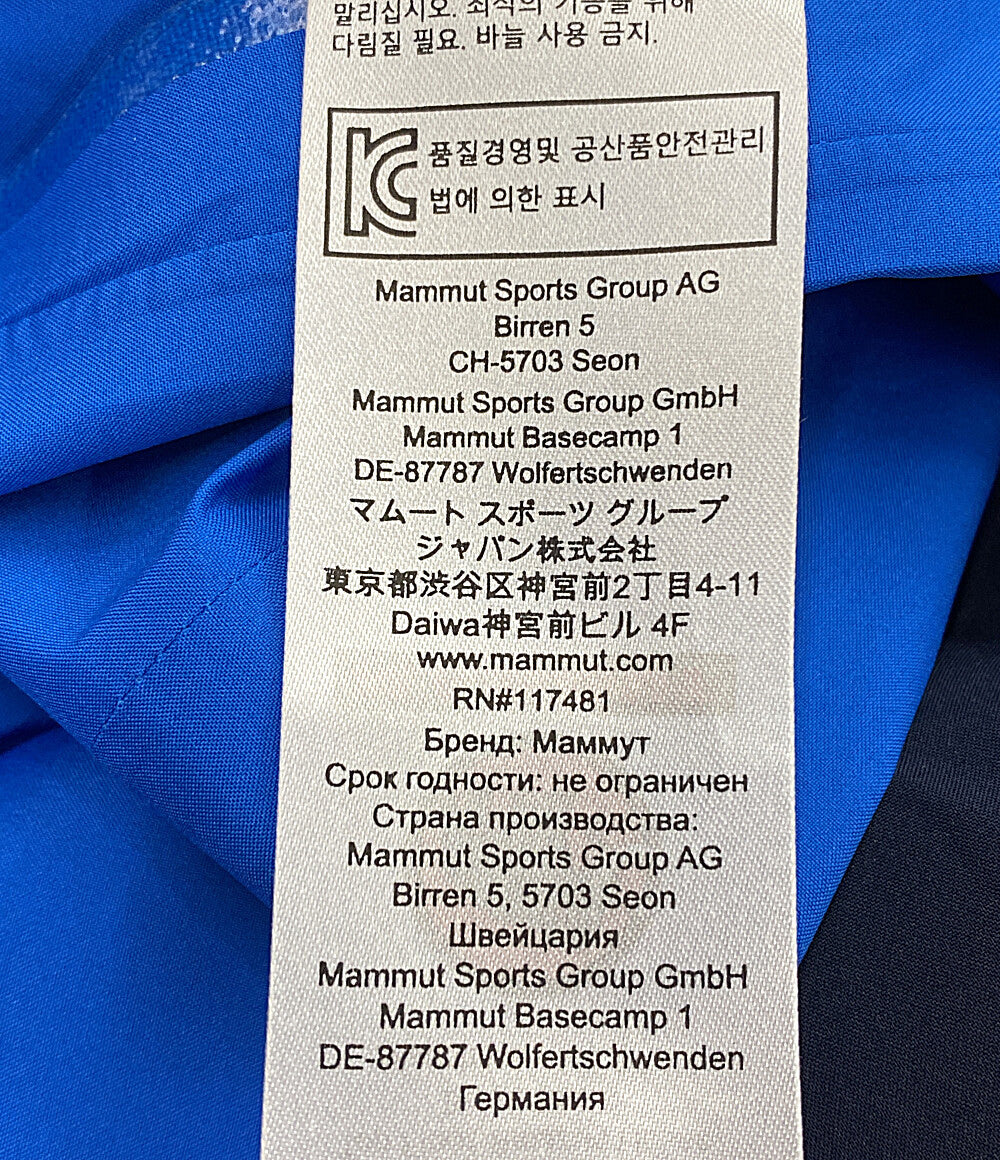 말리십시오. 최적의 기능을 위해
다림질 필요. 바늘 사용 금지.
KC 품질경영및 공산품안전관리
법에 의한 표시
Mammut Sports Group AG
Birren 5
CH-5703 Seon
Mammut Sports Group GmbH
Mammut Basecamp 1
DE-87787 Wolfertschwenden
マムート スポーツ グループ
ジャパン株式会社
東京都渋谷区神宮前2丁目4-11
Daiwa神宮前ビル 4F
www.mammut.com
RN#117481
Бренд: Маммут
Срок годности: не ограничен
Страна производства:
Mammut Sports Group AG
Birren 5, 5703 Seon
Швейцария
Mammut Sports Group GmbH
Mammut Basecamp 1
DE-87787 Wolfertschwenden
Германия